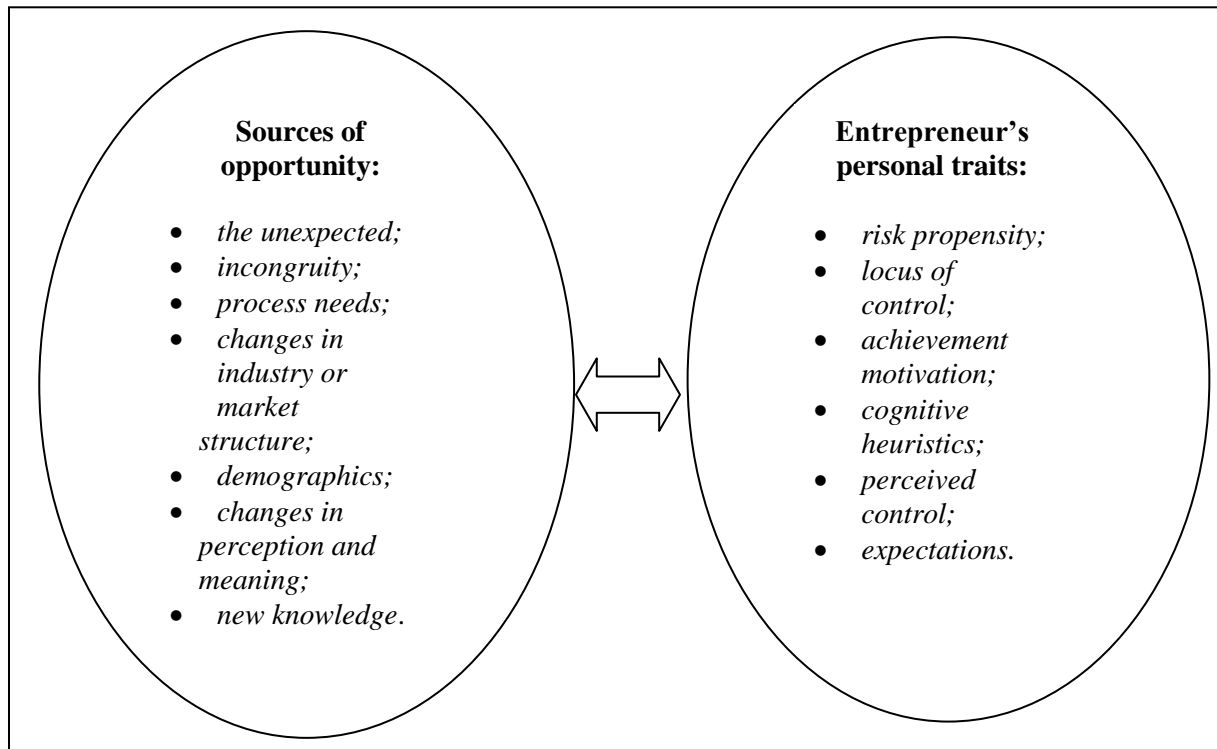 Sources of
opportunity:
• the unexpected;
• incongruity;
• process needs;
• changes in
industry or
market
structure;
• demographics;
• changes in
perception and
meaning;
• new knowledge.
Entrepreneur’s
personal traits:
• risk propensity;
• locus of
control;
• achievement
motivation;
• cognitive
heuristics;
• perceived
control;
• expectations.